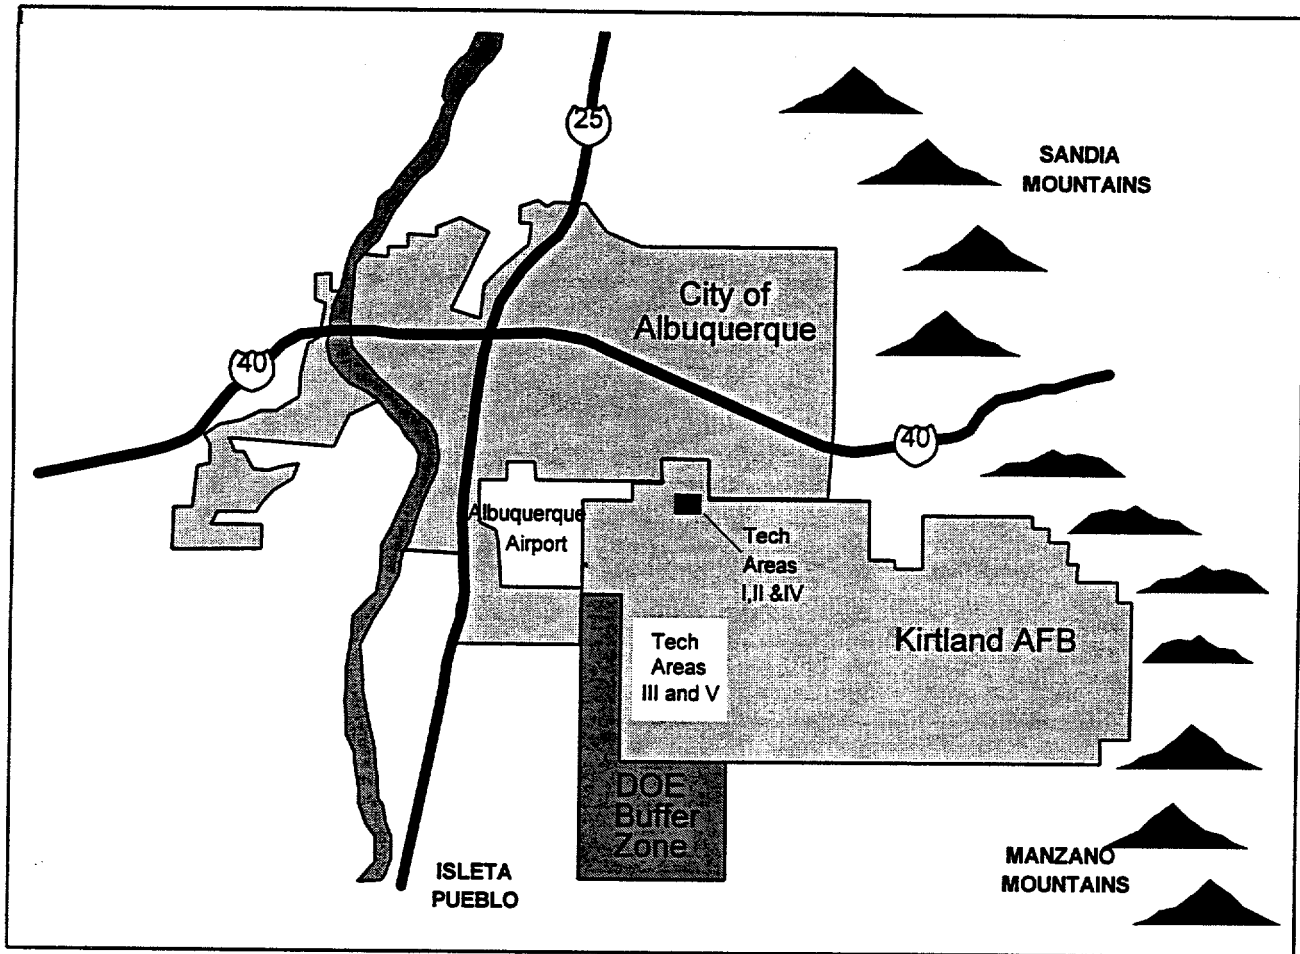 25
SANDIA
MOUNTAINS
City of
Albuquerque
40
40
Albuquerque
Airport
Tech
Areas
I,II &IV
Tech
Areas
III and V
Kirtland AFB
DOE
Buffer
Zone
ISLETA
PUEBLO
MANZANO
MOUNTAINS